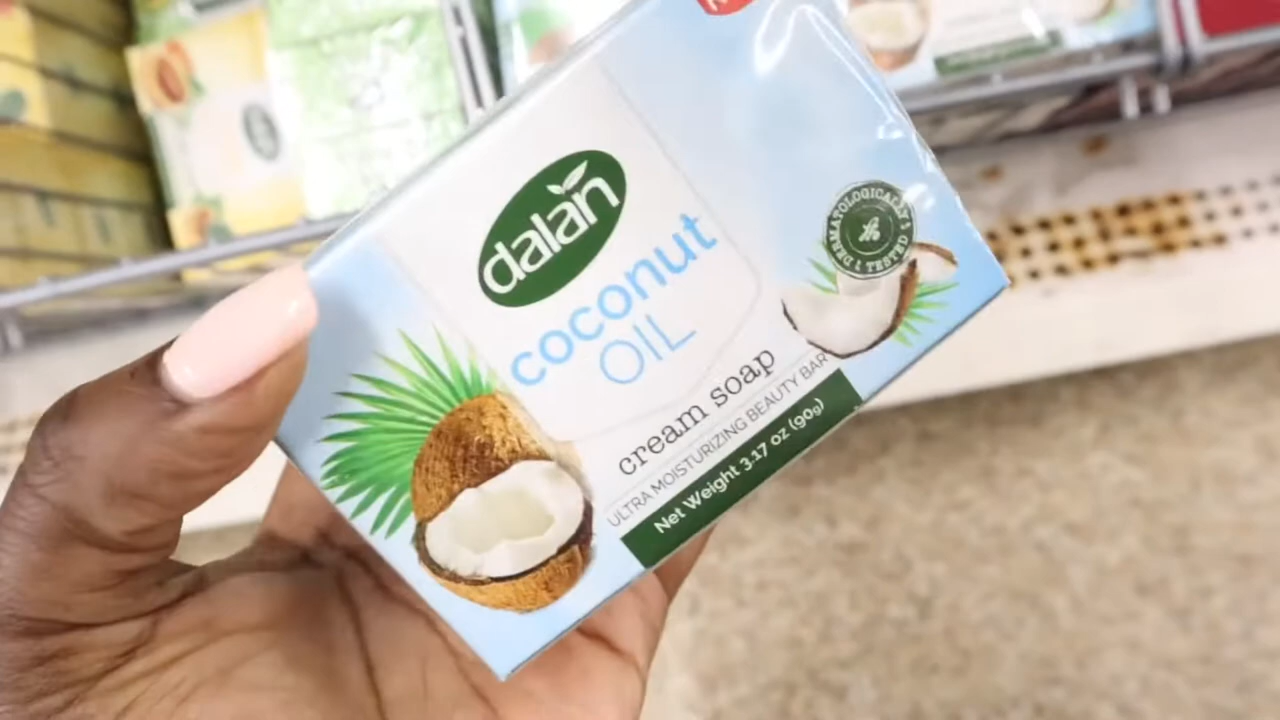 dalan
coconut
OIL
cream soap
ULTRA MOISTURIZING BEAUTY BAR
Net Weight 3.17 oz (90g)
DERMATOLOGICALLY
TESTED